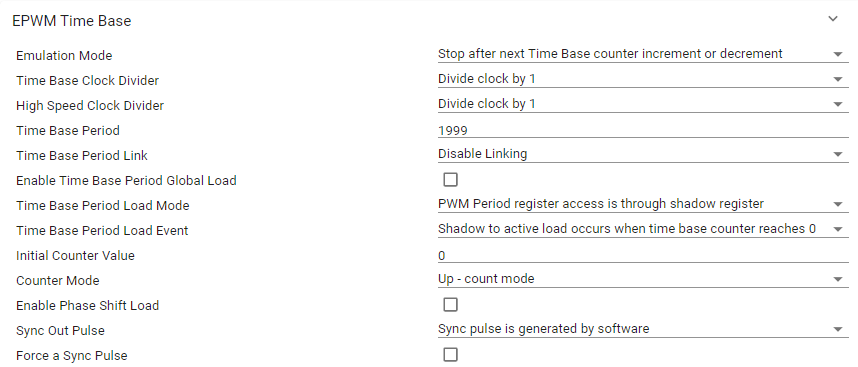 EPWM Time Base
Emulation Mode Stop after next Time Base counter increment or decrement
Time Base Clock Divider Divide clock by 1
High Speed Clock Divider Divide clock by 1
Time Base Period 1999
Time Base Period Link Disable Linking
Enable Time Base Period Global Load
Time Base Period Load Mode PWM Period register access is through shadow register
Time Base Period Load Event Shadow to active load occurs when time base counter reaches 0
Initial Counter Value 0
Counter Mode Up - count mode
Enable Phase Shift Load
Sync Out Pulse Sync pulse is generated by software
Force a Sync Pulse